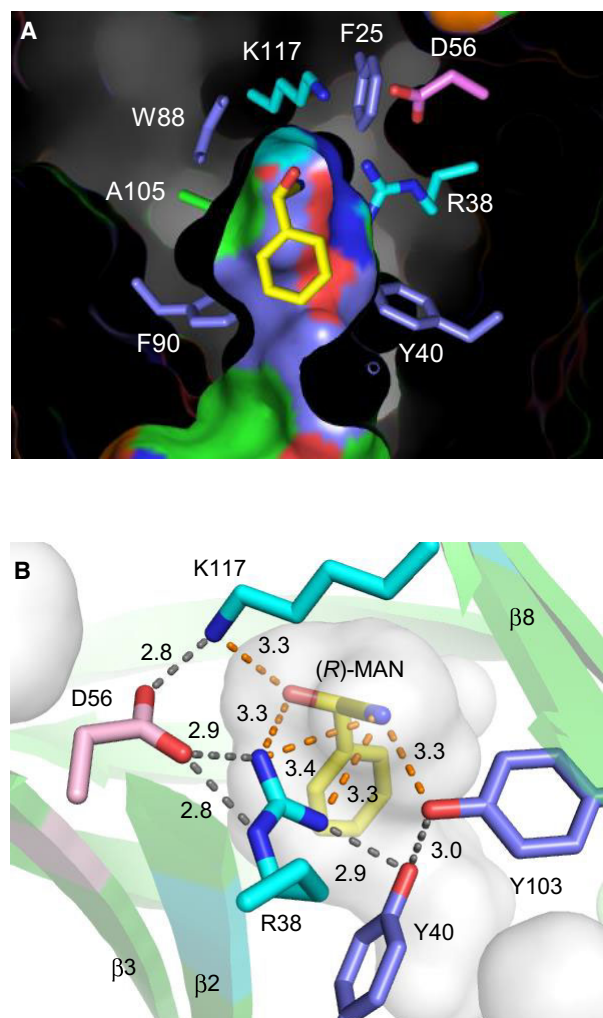 A
F25
K117
D56
W88
A105
R38
F90
Y40
B
K117
β8
2.8
3.3
(R)-MAN
D56
2.9
3.3
3.4
3.3
3.3
2.8
2.9
3.0
Y103
R38
Y40
β3
β2